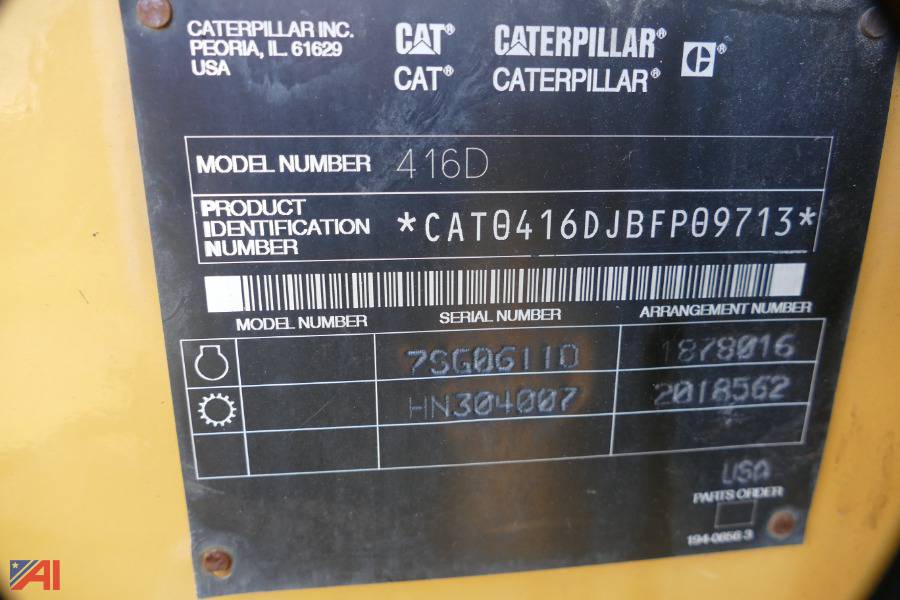 CATERPILLAR INC.
PEORIA, IL. 61629
USA
CAT® CATERPILLAR® C®
CAT® CATERPILLAR®
MODEL NUMBER 416D
PRODUCT
IDENTIFICATION
NUMBER
*CAT0416DJBFP09713*
MODEL NUMBER SERIAL NUMBER ARRANGEMENT NUMBER
7SG06110 1878016
HN304007 2018562
USA
PARTS ORDER
194-0656 3
AI